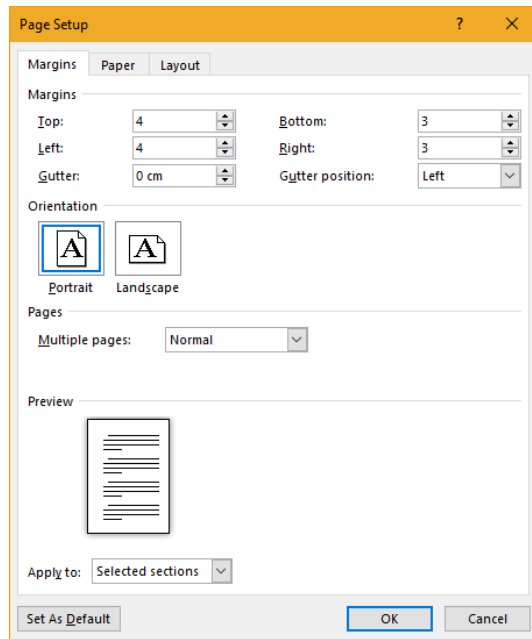 Page Setup ? ×
Margins Paper Layout
Margins
Top: 4 Bottom: 3
Left: 4 Right: 3
Gutter: 0 cm Gutter position: Left
Orientation
A A
Portrait Landscape
Pages
Multiple pages: Normal
Preview
Apply to: Selected sections
Set As Default OK Cancel